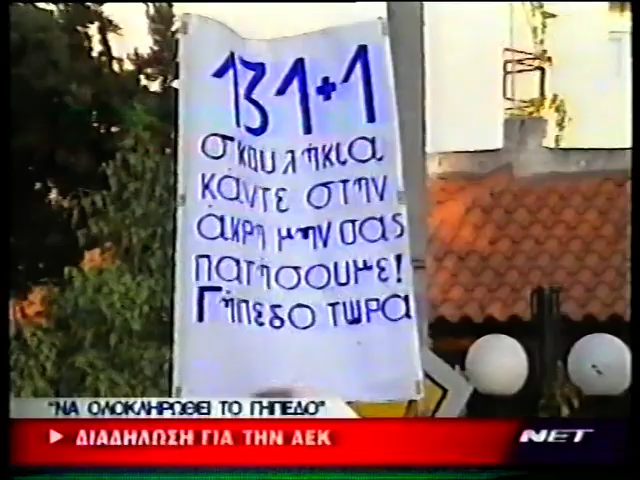 131+1
σκουλήκια
κάντε στην
άκρη μην σας
πατήσουμε!
Γήπεδο τώρα
"ΝΑ ΟΛΟΚΛΗΡΩΘΕΙ ΤΟ ΓΗΠΕΔΟ"
ΔΙΑΔΗΛΩΣΗ ΓΙΑ ΤΗΝ ΑΕΚ
NET